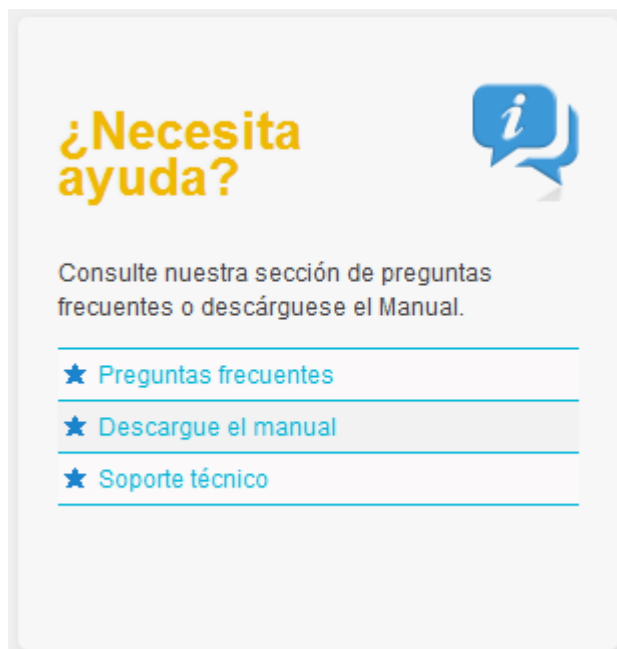 ¿Necesita
ayuda?
i
Consulte nuestra sección de preguntas
frecuentes o descárguese el Manual.
Preguntas frecuentes
Descargue el manual
Soporte técnico